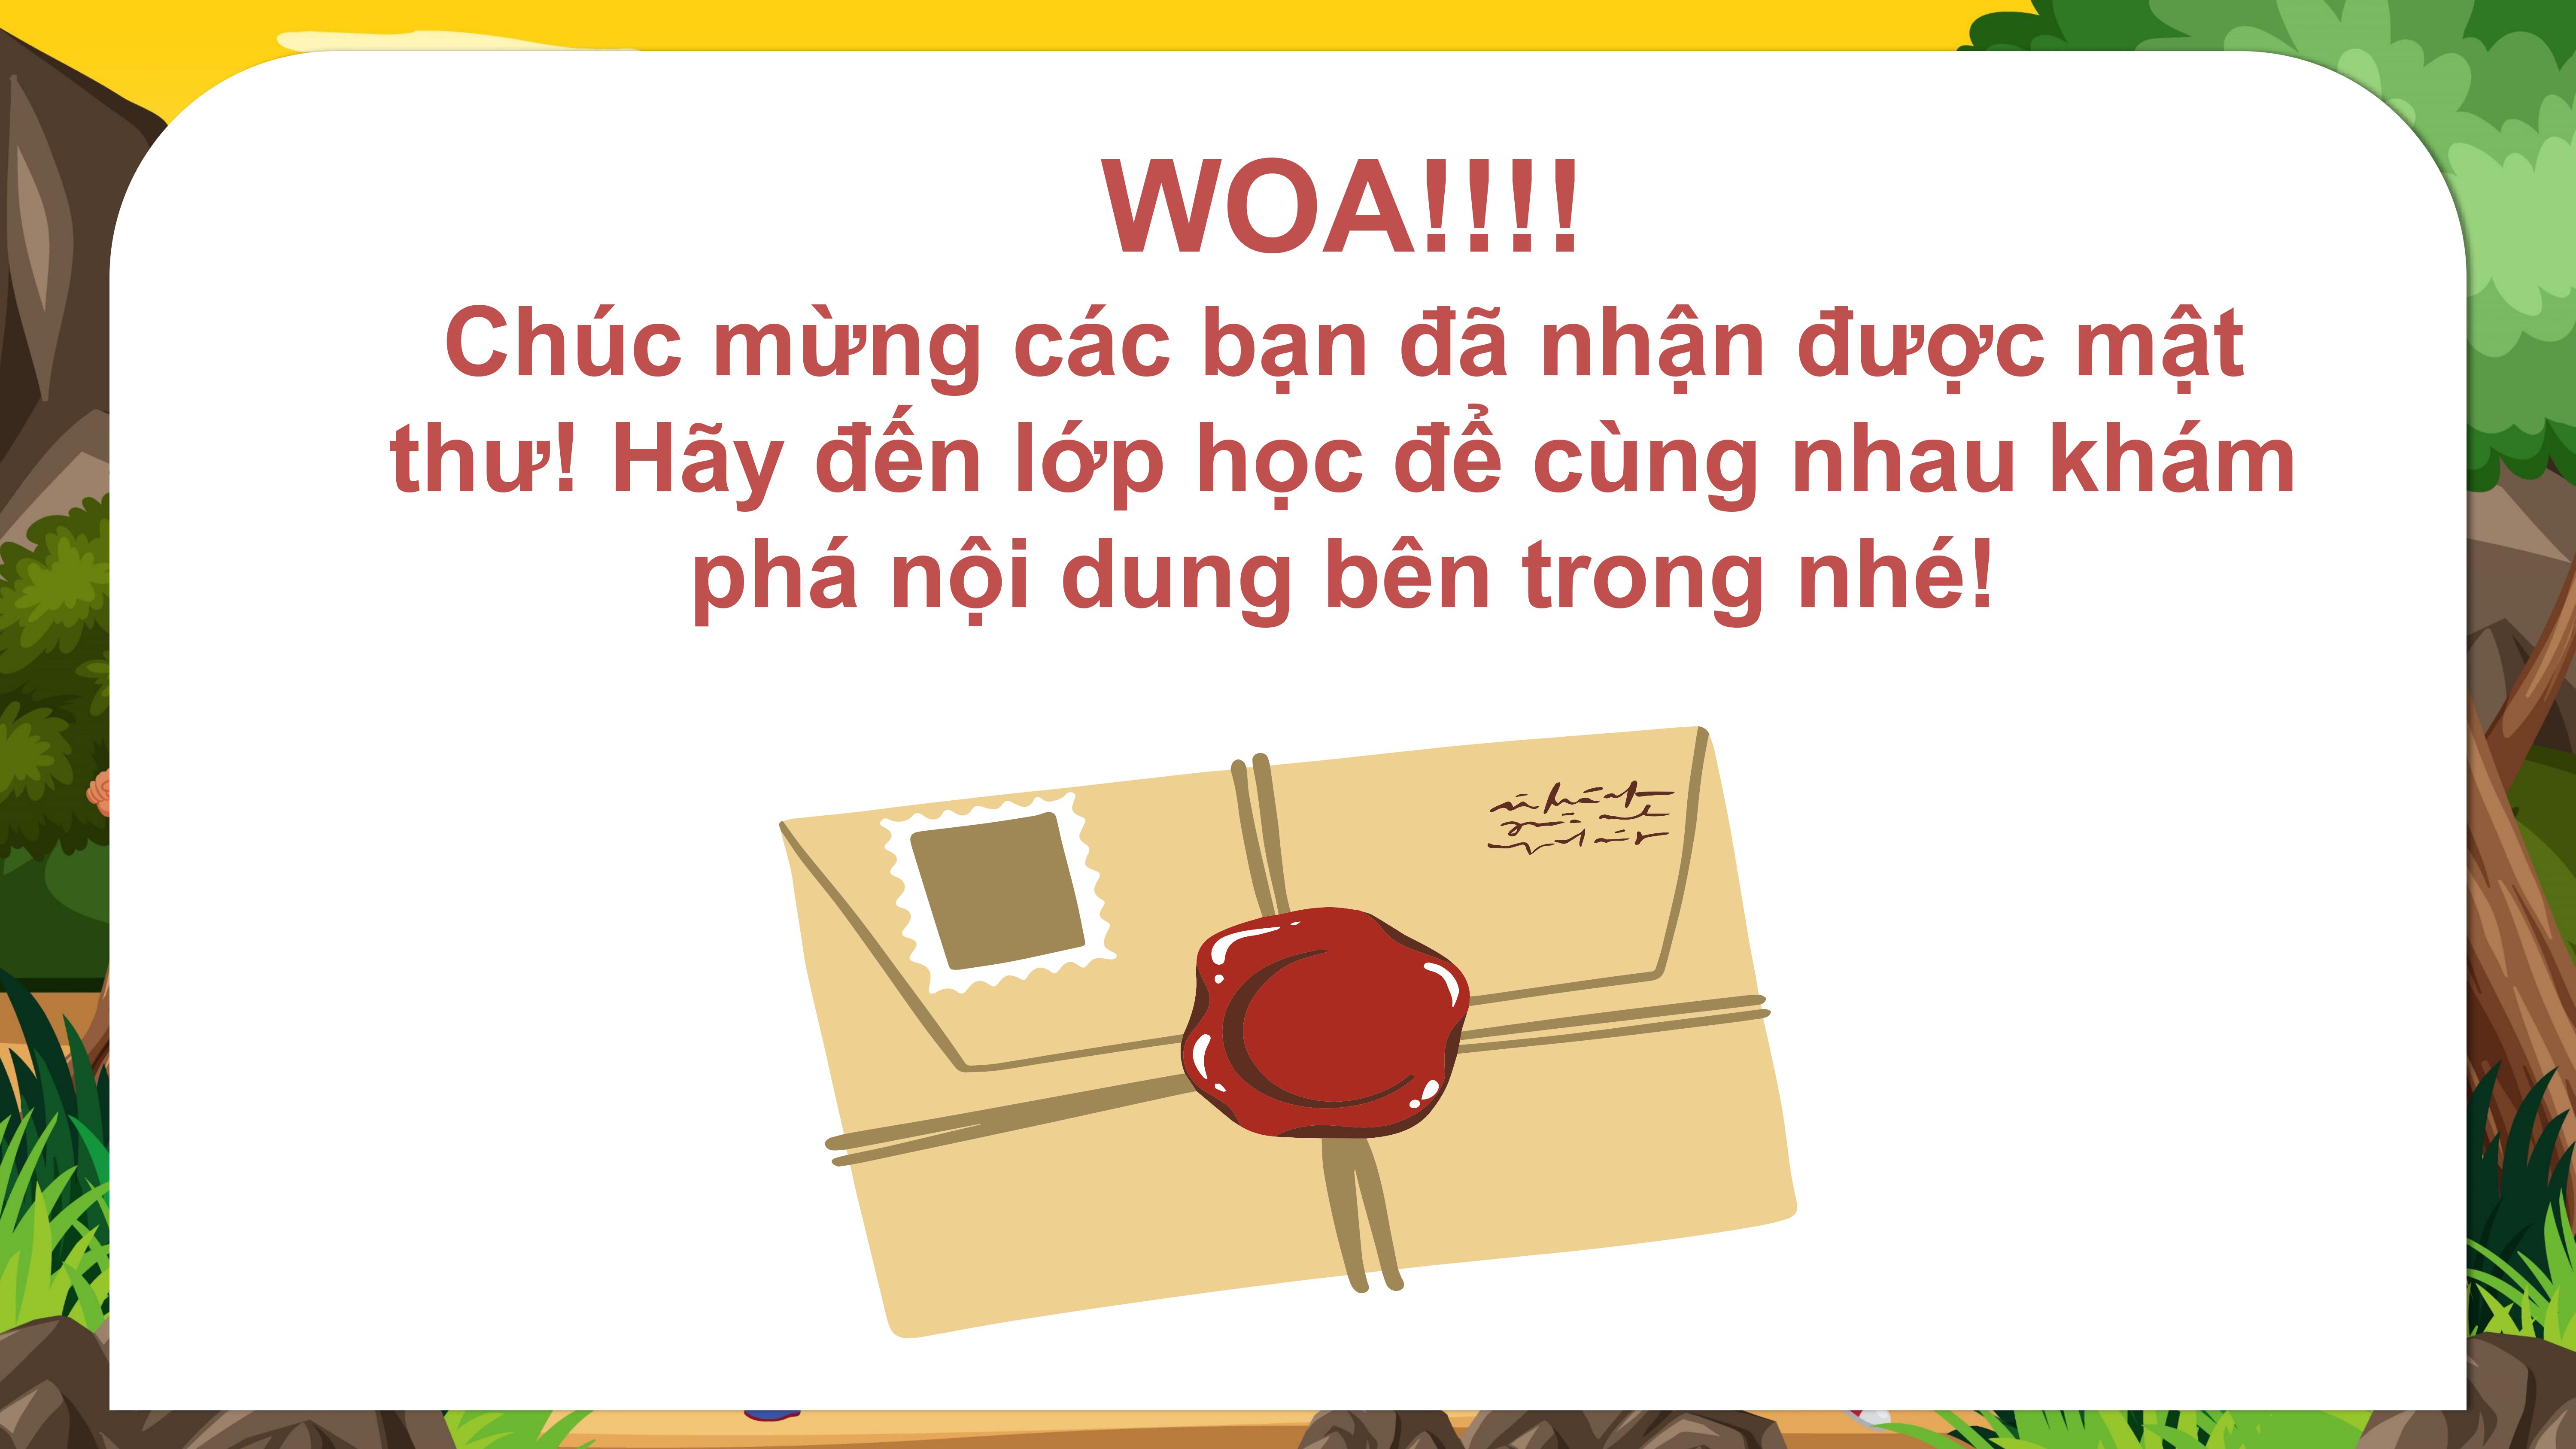 WOA!!!!
Chúc mừng các bạn đã nhận được mật
thư! Hãy đến lớp học để cùng nhau khám
phá nội dung bên trong nhé!